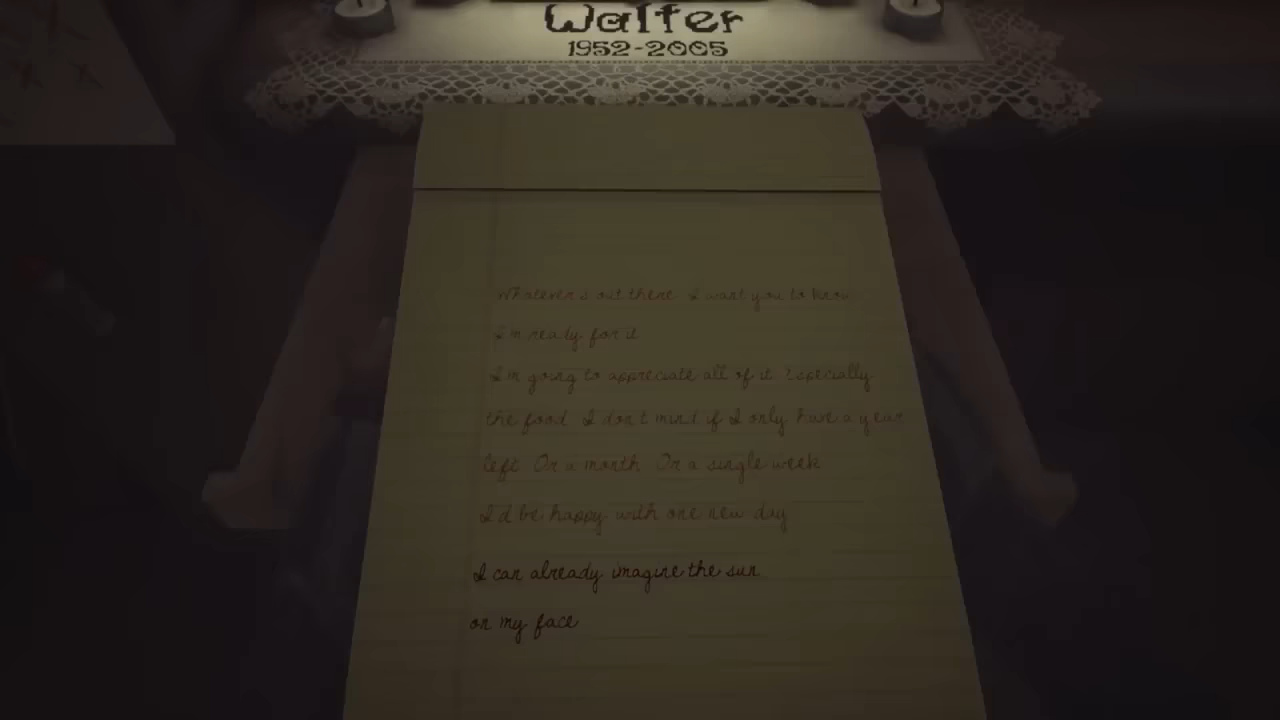 Walter
1952-2005
Whatever s out there I want you to know
I m ready for it
I m going to appreciate all of it Especially
the food I don t mind if I only have a year
left Or a month Or a single week
I d be happy with one new day
I can already imagine the sun
on my face